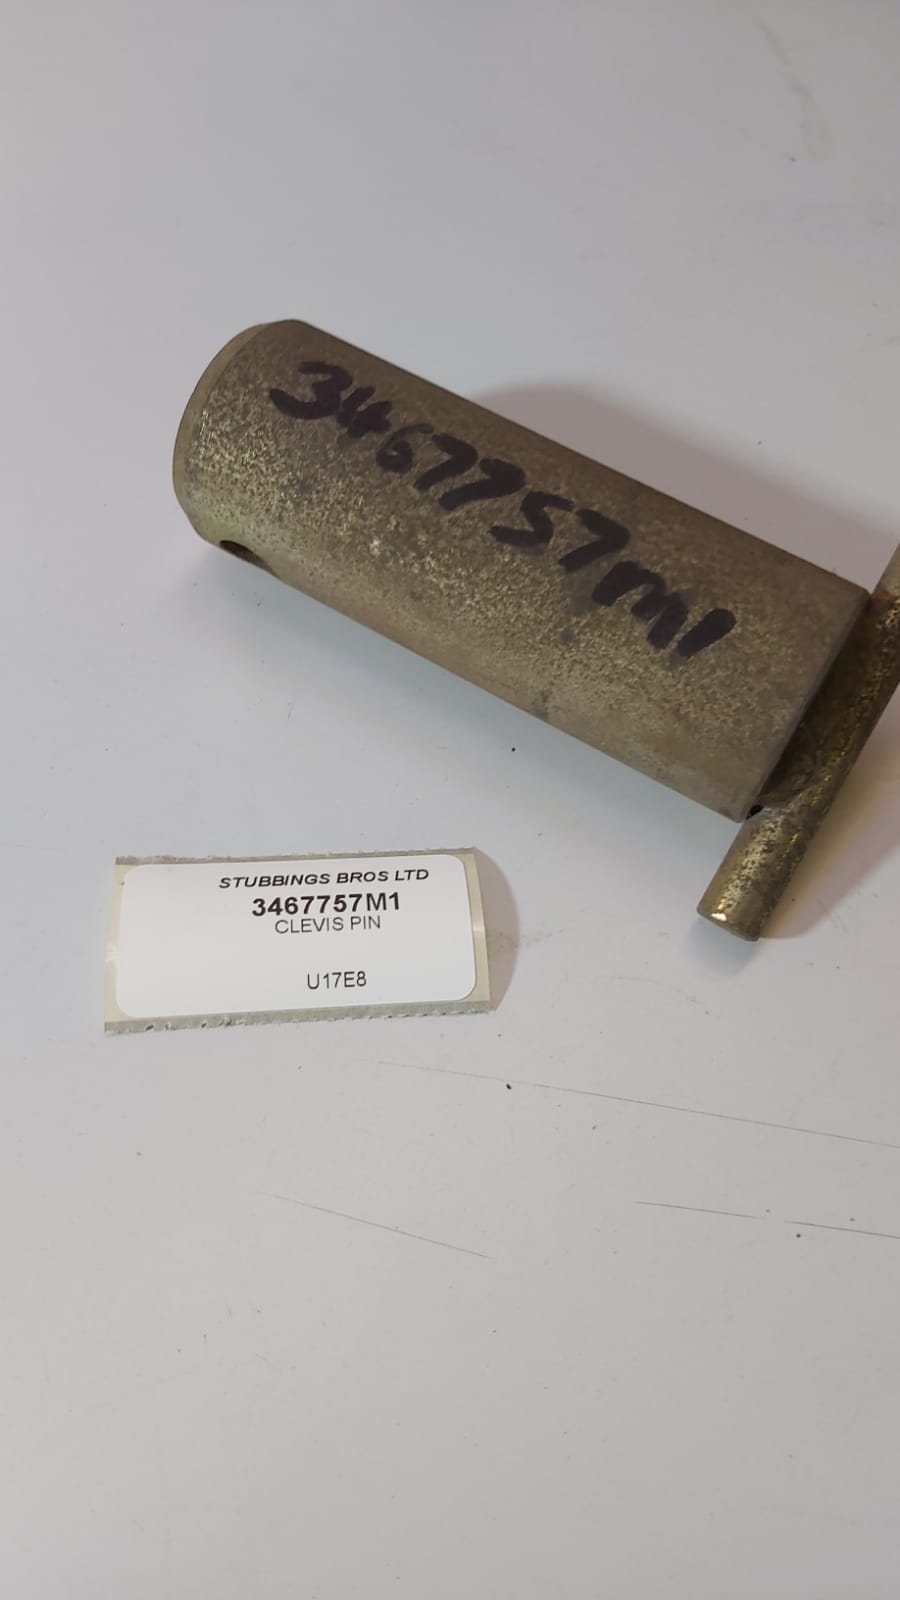 3467757M1
STUBBINGS BROS LTD
3467757M1
CLEVIS PIN
U17E8